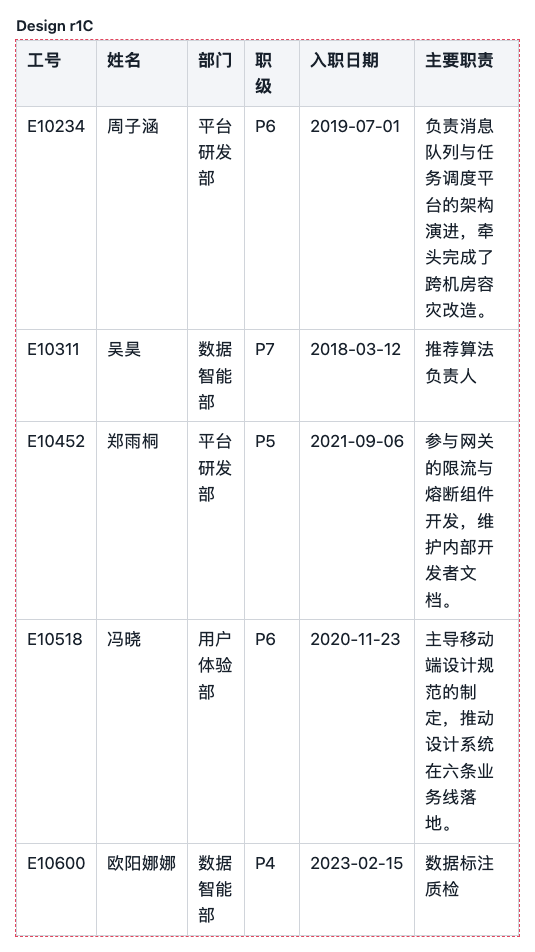 Design r1C
工号 姓名 部门 职级 入职日期 主要职责
E10234 周子涵 平台研发部 P6 2019-07-01 负责消息队列与任务调度平台的架构演进，牵头完成了跨机房容灾改造。
E10311 吴昊 数据智能部 P7 2018-03-12 推荐算法负责人
E10452 郑雨桐 平台研发部 P5 2021-09-06 参与网关的限流与熔断组件开发，维护内部开发者文档。
E10518 冯晓 用户体验部 P6 2020-11-23 主导移动端设计规范的制定，推动设计系统在六条业务线落地。
E10600 欧阳娜娜 数据智能部 P4 2023-02-15 数据标注质检